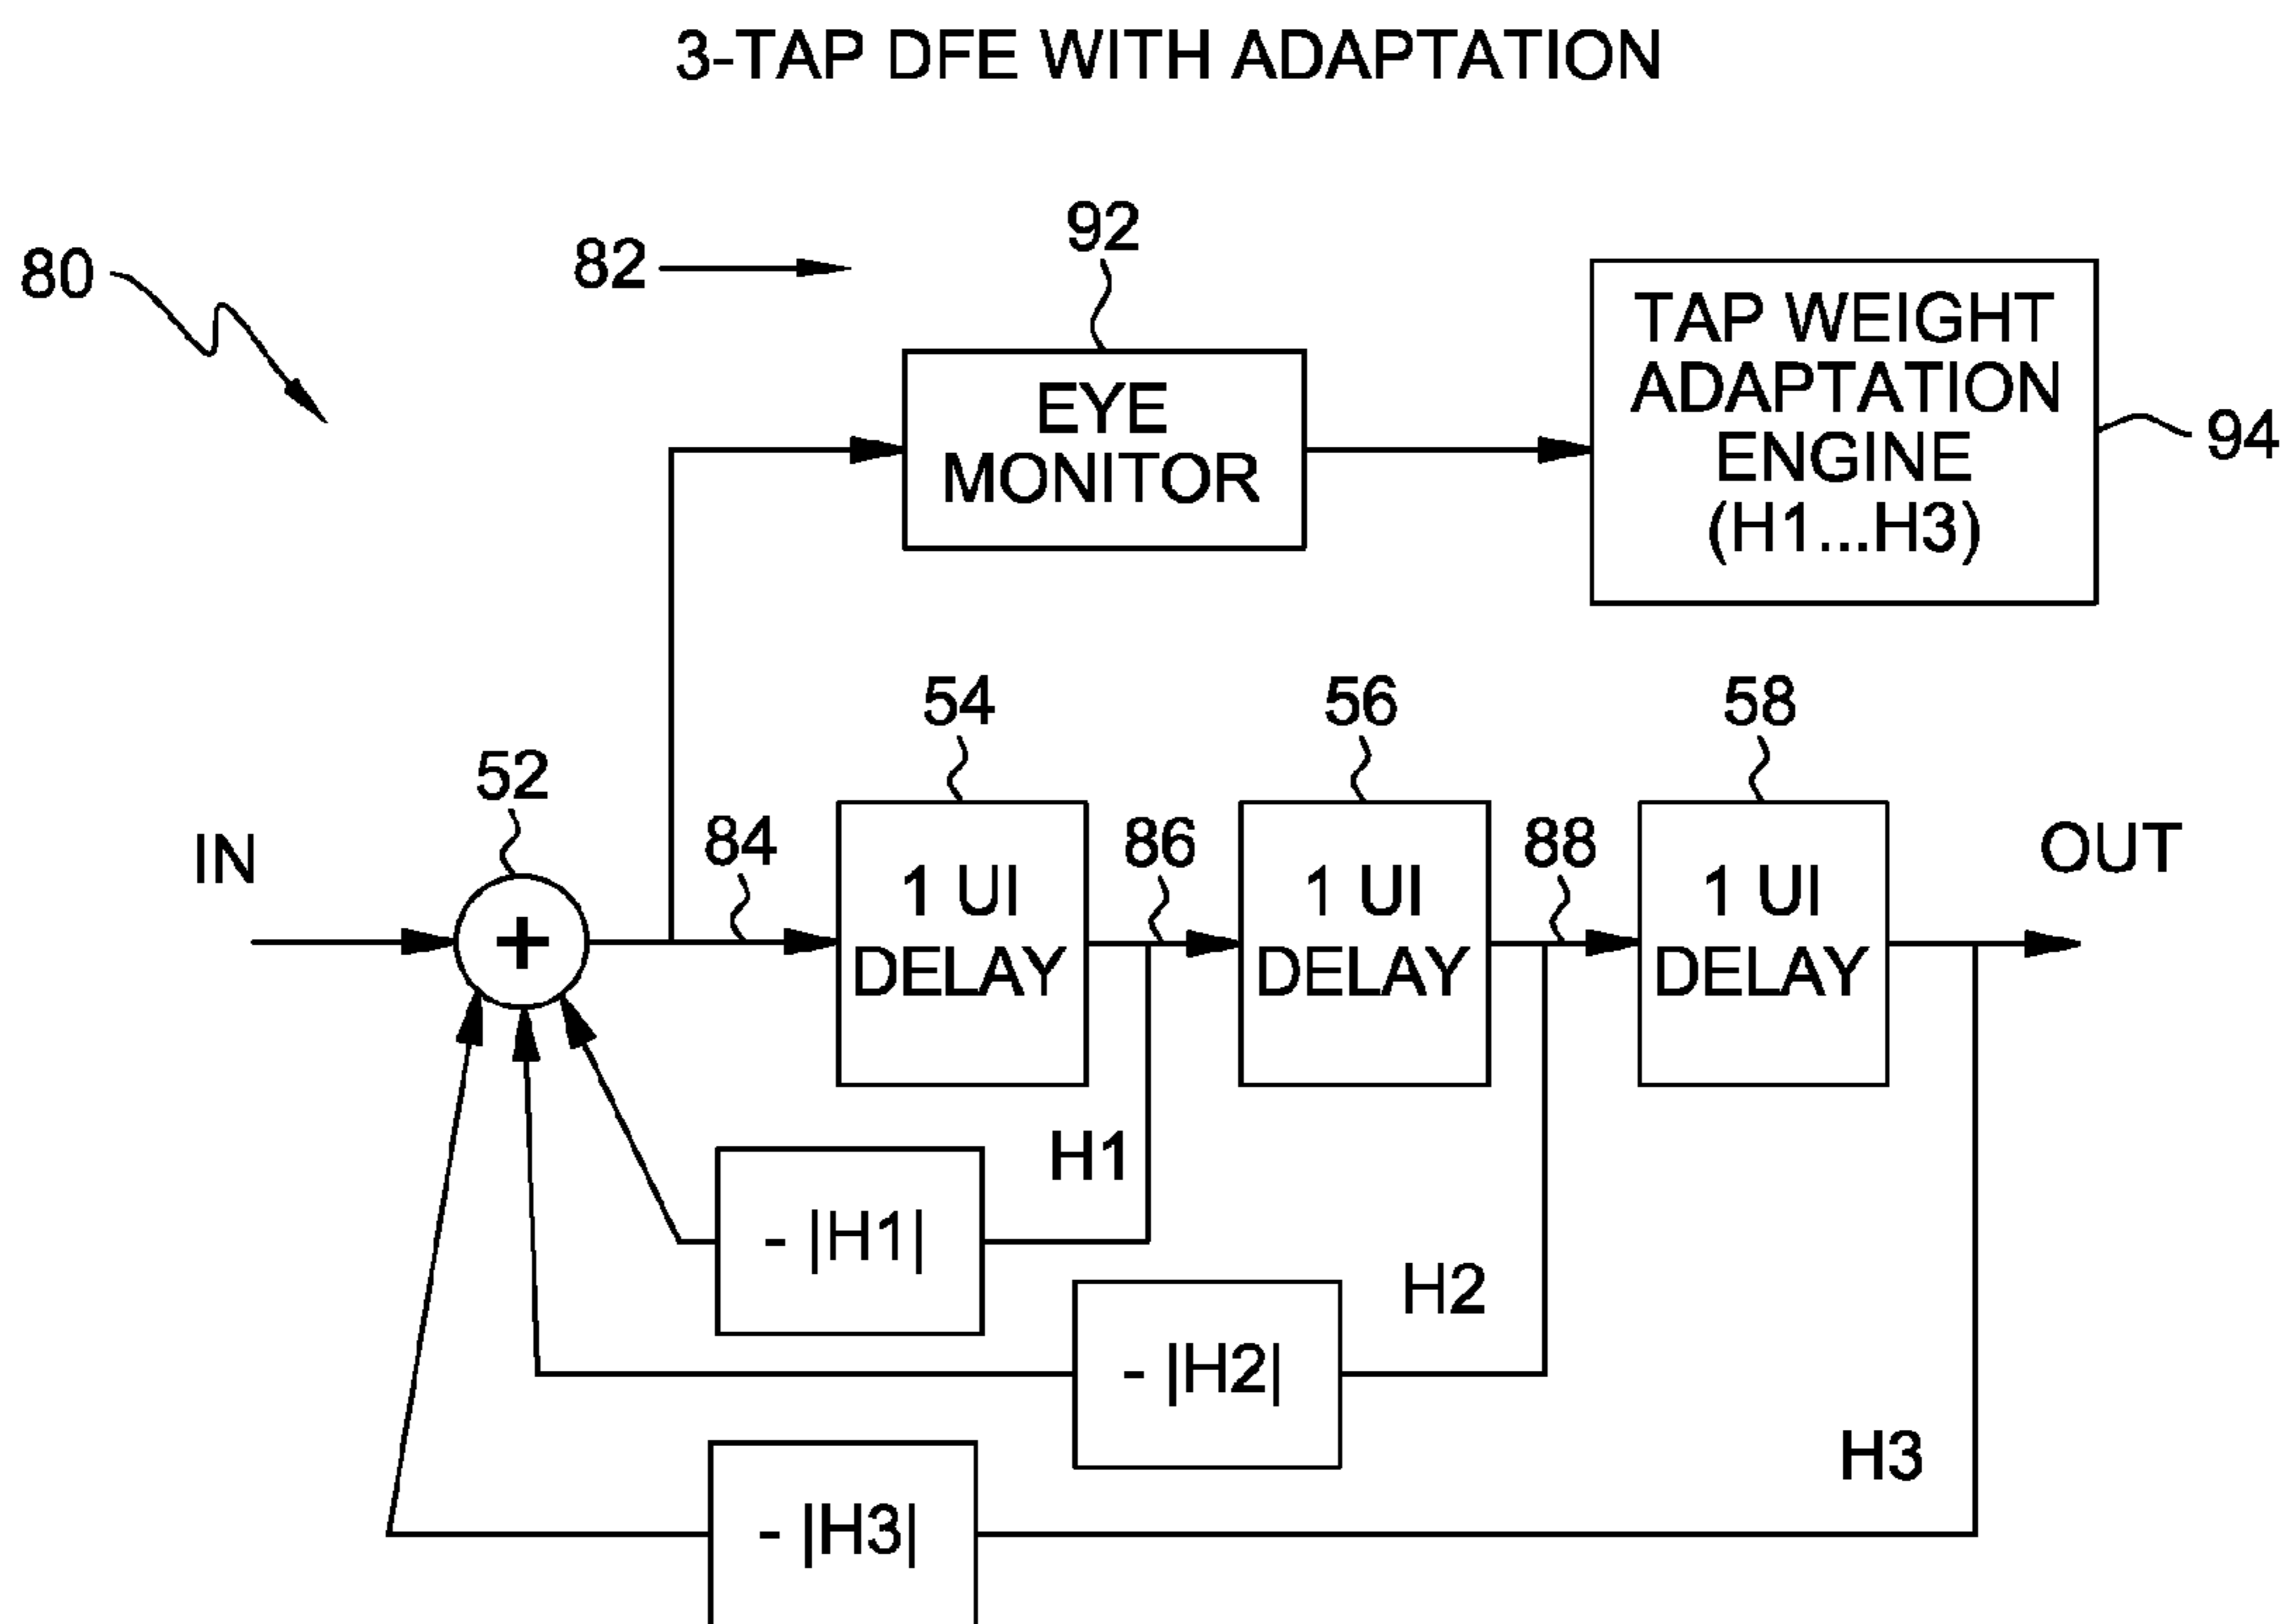 3-TAP DFE WITH ADAPTATION
80
82
92
EYE
MONITOR
TAP WEIGHT
ADAPTATION
ENGINE
(H1...H3)
94
IN
52
84
54
1 UI
DELAY
86
56
1 UI
DELAY
88
58
1 UI
DELAY
OUT
+
H1
- |H1|
H2
- |H2|
H3
- |H3|